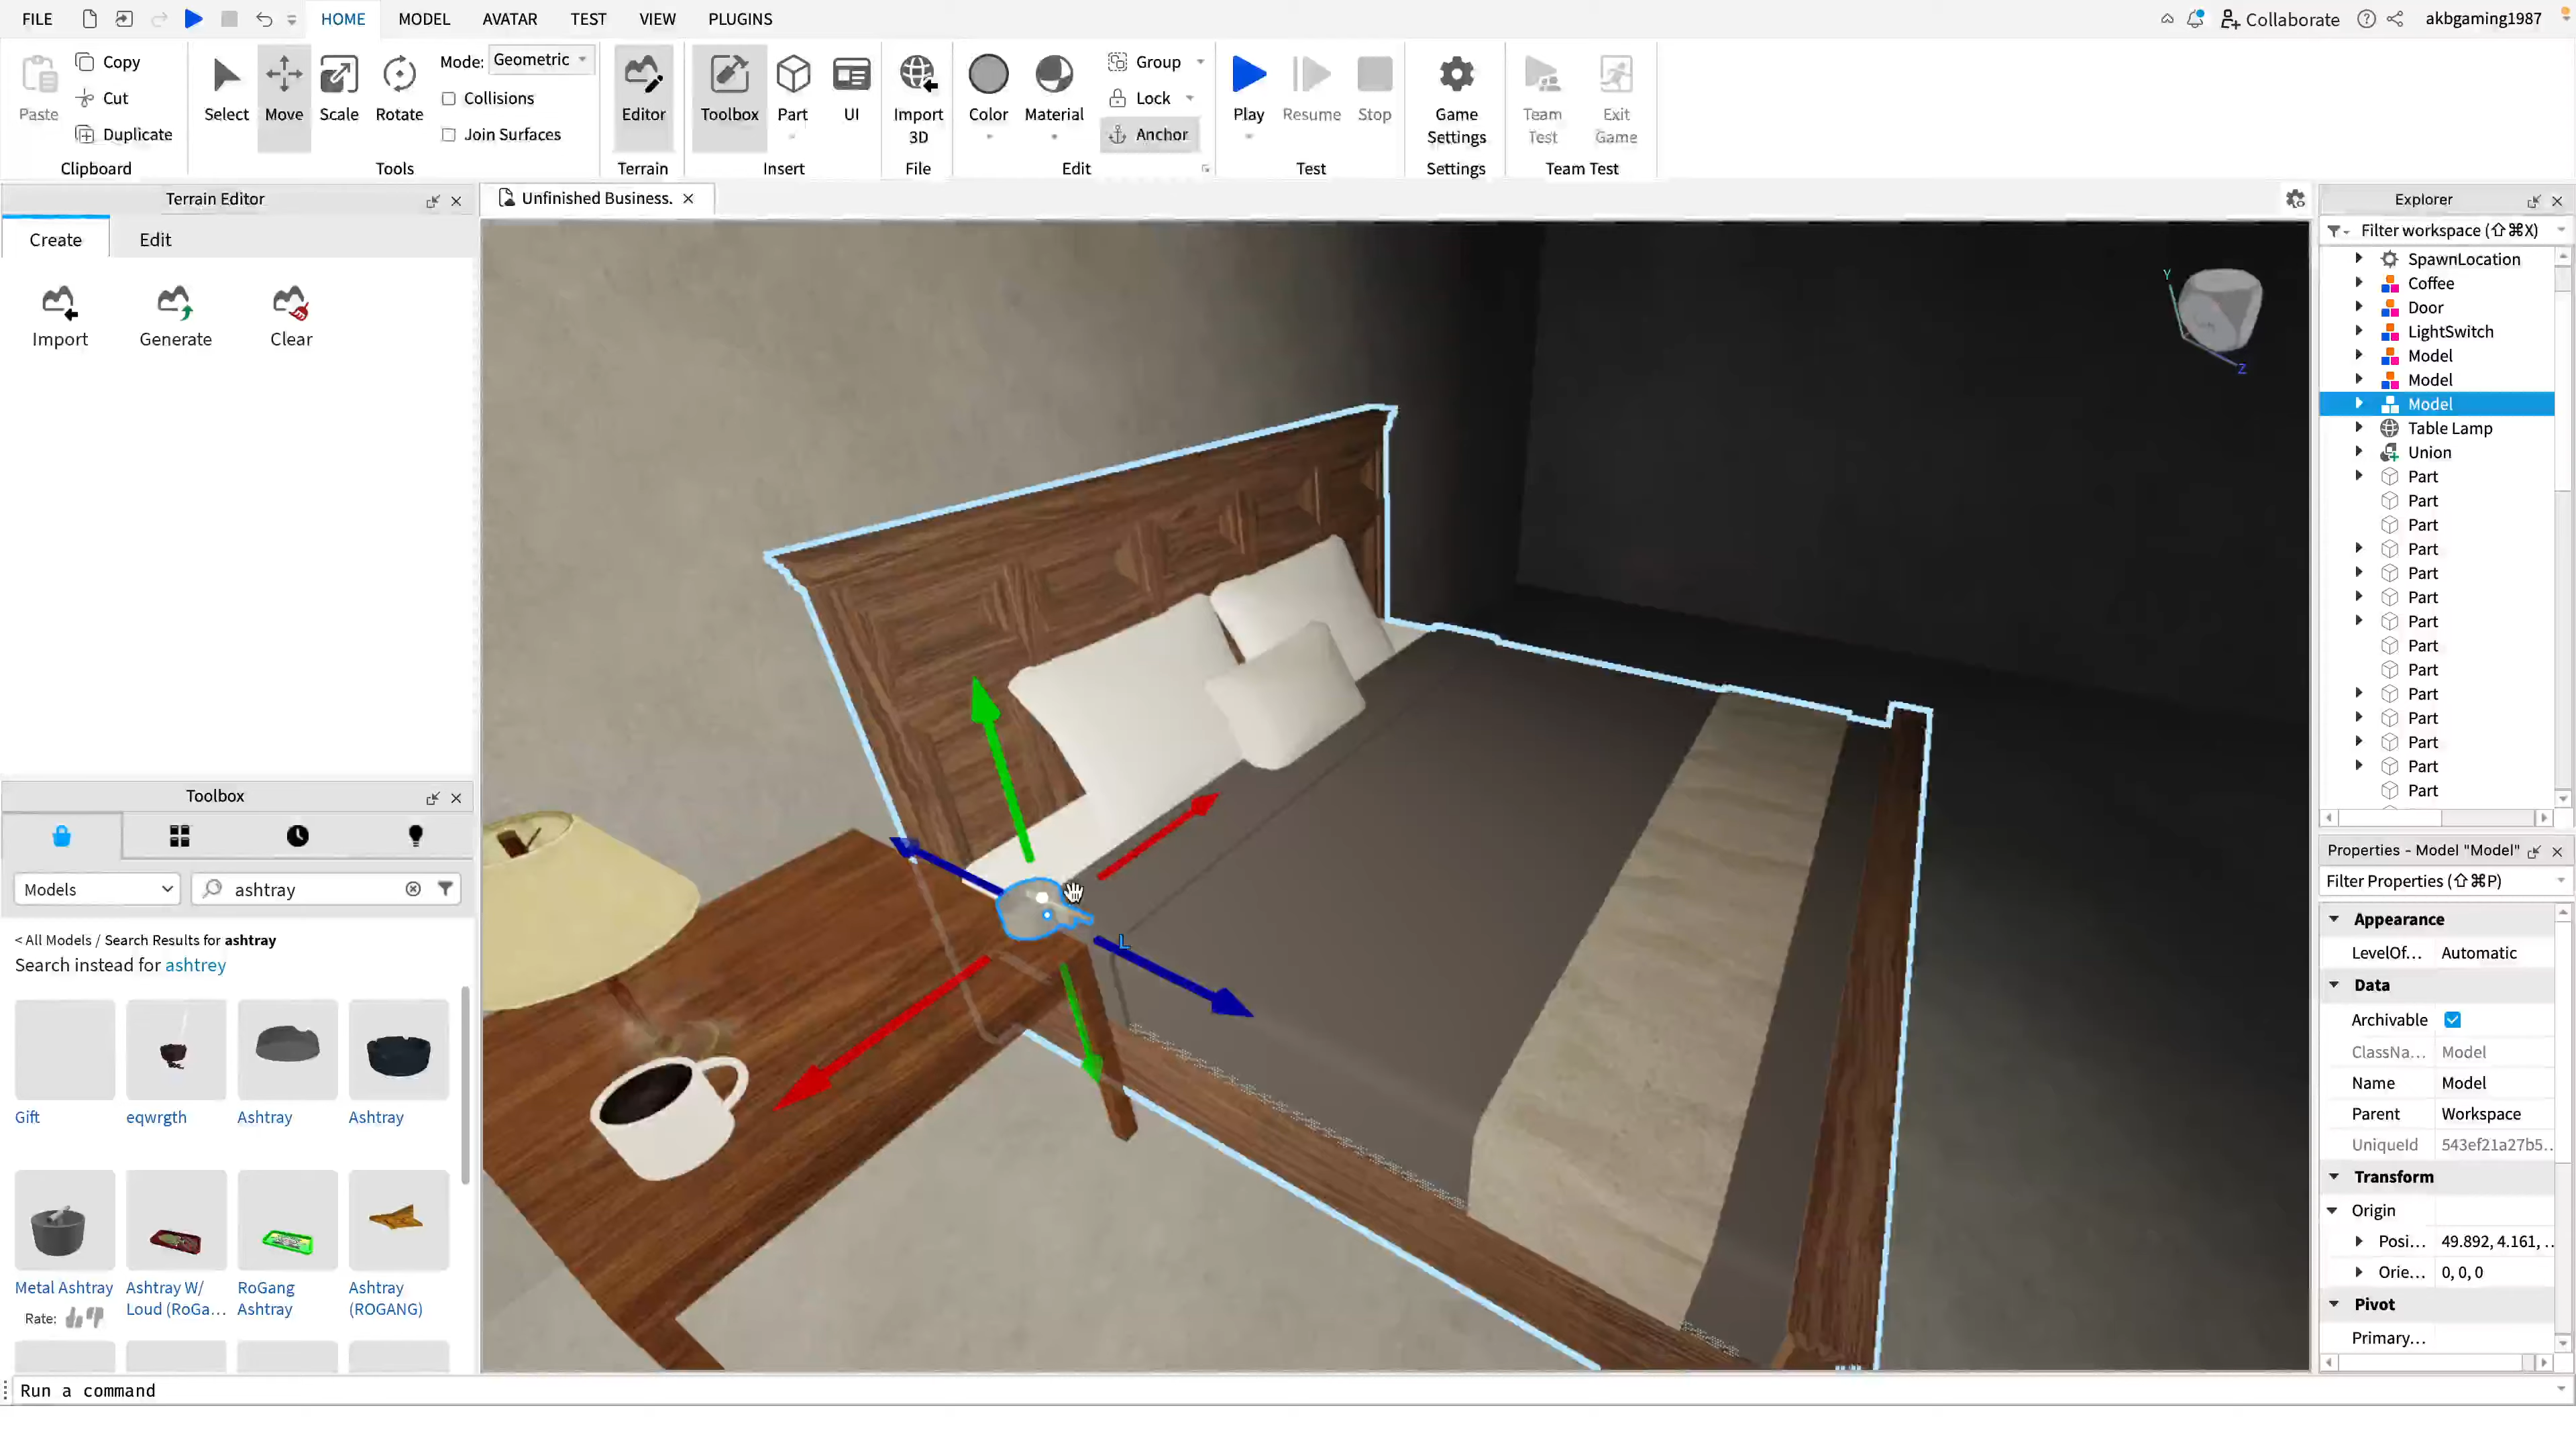 FILE
HOME
MODEL
AVATAR
TEST
VIEW
PLUGINS
Collaborate
akbgaming1987
Paste
Copy
Cut
Duplicate
Clipboard
Select
Move
Scale
Rotate
Mode: Geometric
Collisions
Join Surfaces
Tools
Editor
Terrain
Toolbox
Part
UI
Insert
Import
3D
File
Color
Material
Group
Lock
Anchor
Edit
Play
Resume
Stop
Test
Game
Settings
Settings
Team
Test
Exit
Game
Team Test
Terrain Editor
Create
Edit
Import
Generate
Clear
Unfinished Business.
Y
Z
L
Toolbox
Models
ashtray
< All Models / Search Results for ashtray
Search instead for ashtrey
Gift
eqwrgth
Ashtray
Ashtray
Metal Ashtray
Rate:
Ashtray W/
Loud (RoGa...
RoGang
Ashtray
Ashtray
(ROGANG)
Explorer
Filter workspace (⇧⌘X)
SpawnLocation
Coffee
Door
LightSwitch
Model
Model
Model
Table Lamp
Union
Part
Part
Part
Part
Part
Part
Part
Part
Part
Part
Part
Part
Part
Part
Properties - Model "Model"
Filter Properties (⇧⌘P)
Appearance
LevelOf... Automatic
Data
Archivable
ClassNa... Model
Name Model
Parent Workspace
UniqueId 543ef21a27b5...
Transform
Origin
Posi... 49.892, 4.161, ...
Orie... 0, 0, 0
Pivot
Primary...
Run a command